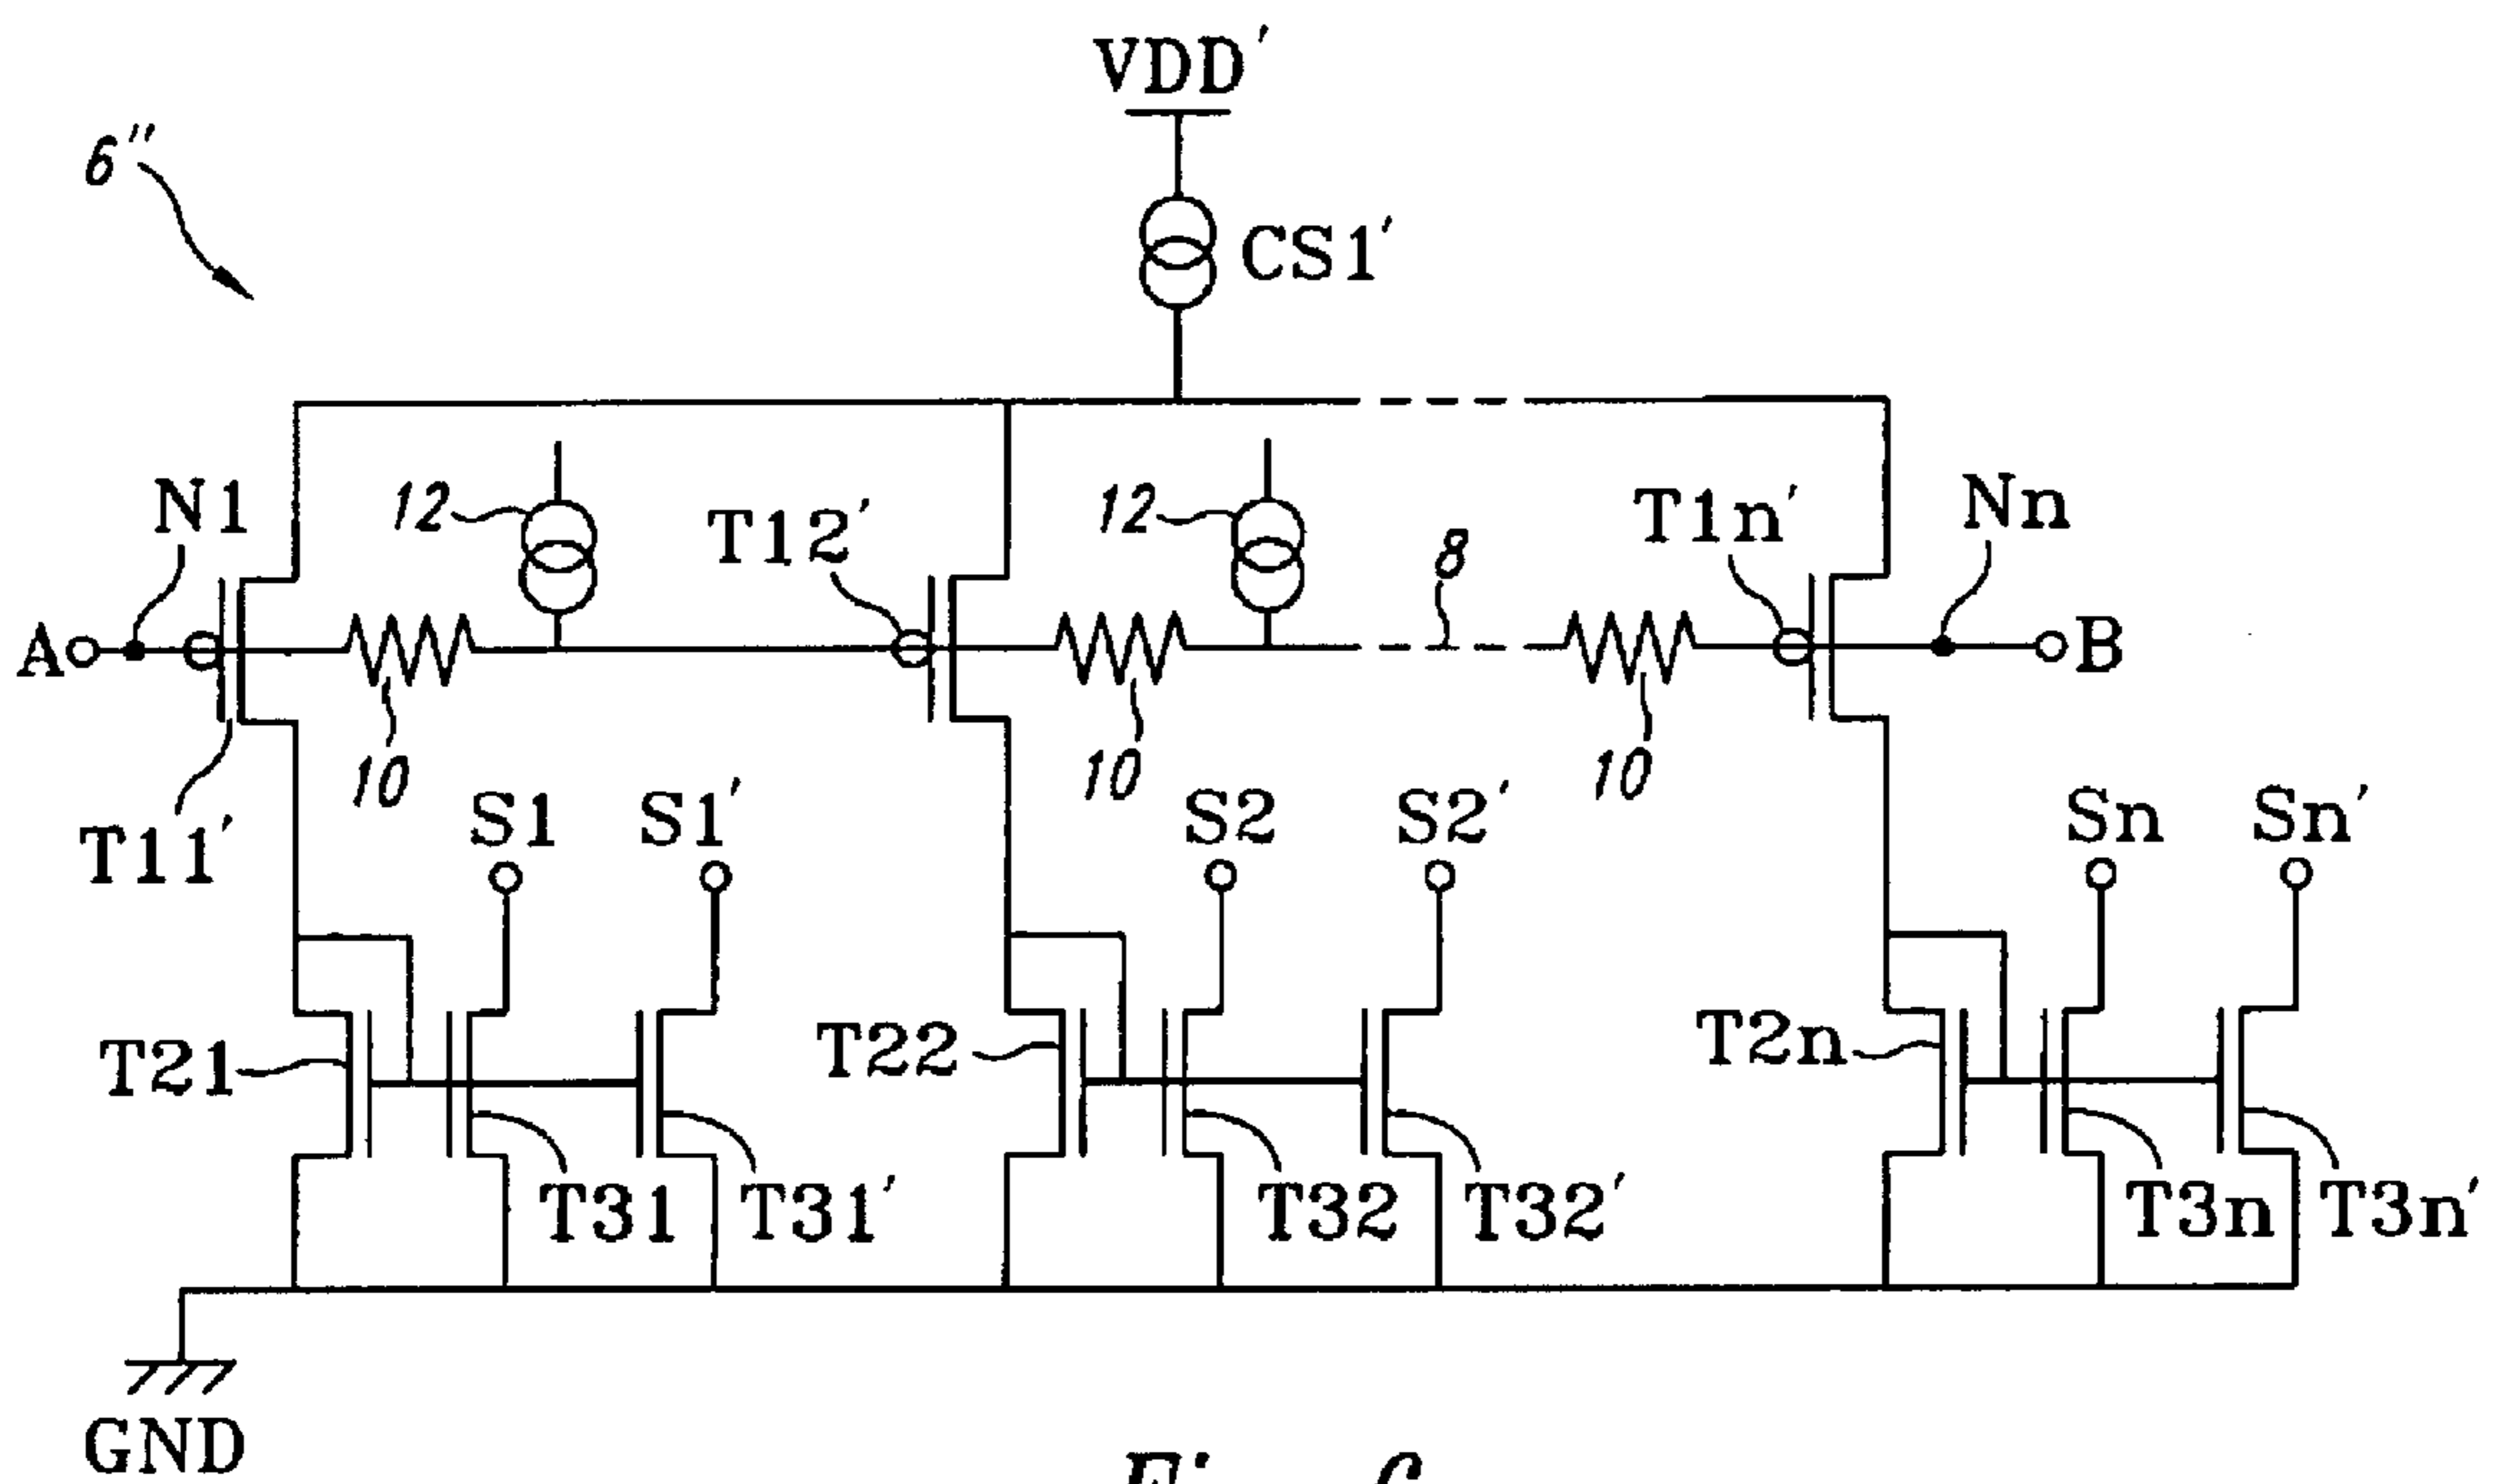 VDD'
6"
CS1'
N1
12
T12'
12
8
T1n'
Nn
A
B
10
10
10
T11'
S1
S1'
S2
S2'
Sn
Sn'
T21
T22
T2n
T31
T31'
T32
T32'
T3n
T3n'
GND